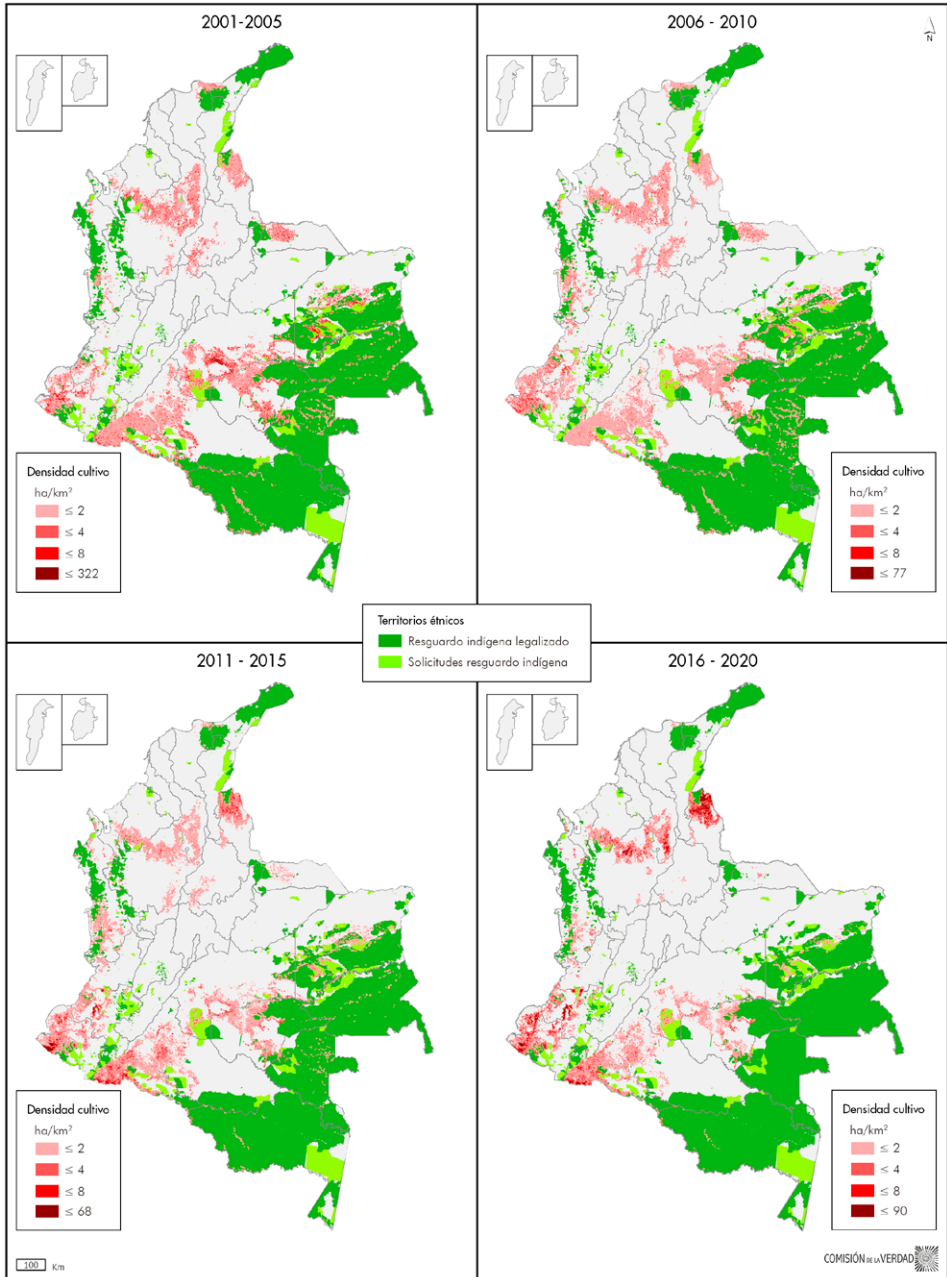 2001-2005
2006 - 2010
N
Densidad cultivo
ha/km²
≤ 2
≤ 4
≤ 8
≤ 322
Densidad cultivo
ha/km²
≤ 2
≤ 4
≤ 8
≤ 77
Territorios étnicos
Resguardo indígena legalizado
Solicitudes resguardo indígena
2011 - 2015
2016 - 2020
Densidad cultivo
ha/km²
≤ 2
≤ 4
≤ 8
≤ 68
Densidad cultivo
ha/km²
≤ 2
≤ 4
≤ 8
≤ 90
100 Km
COMISIÓN DE LA VERDAD